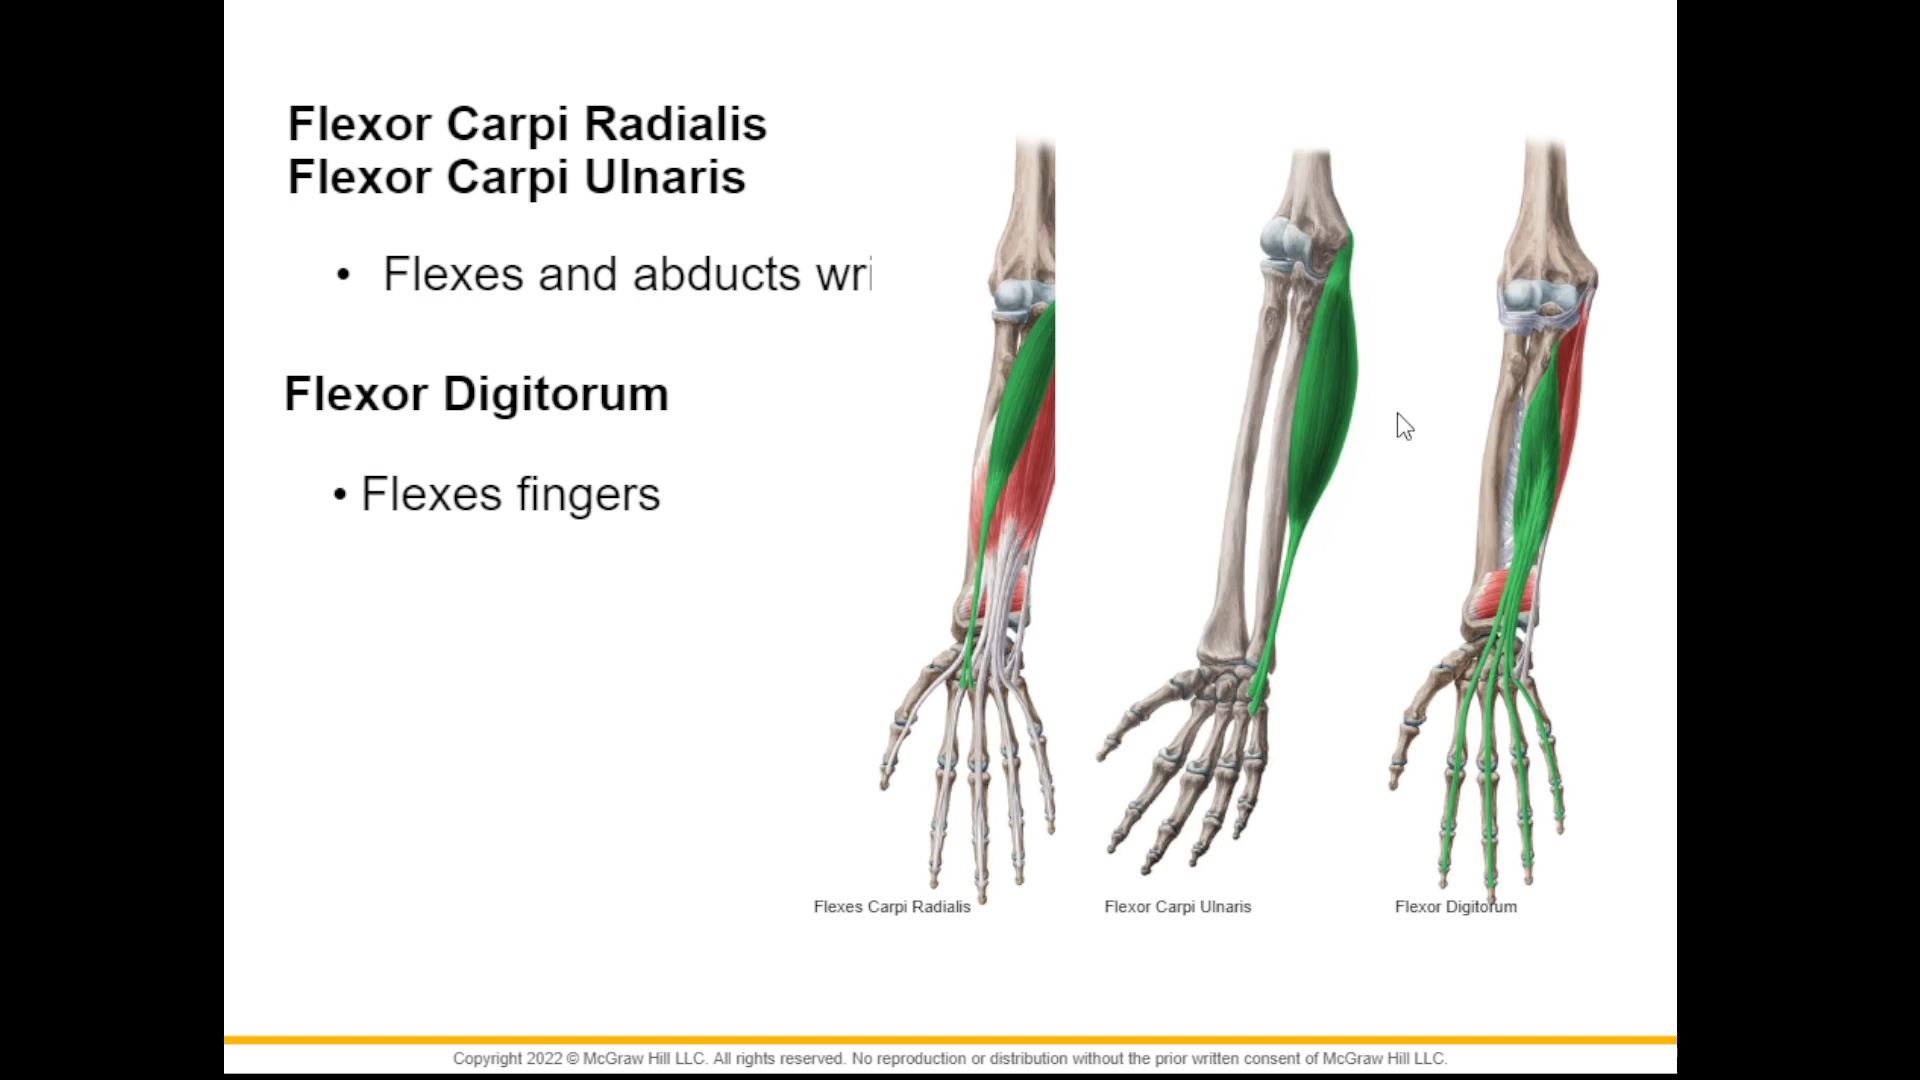 Flexor Carpi Radialis
Flexor Carpi Ulnaris
• Flexes and abducts wri
Flexor Digitorum
• Flexes fingers
Flexes Carpi Radialis
Flexor Carpi Ulnaris
Flexor Digitorum
Copyright 2022 © McGraw Hill LLC. All rights reserved. No reproduction or distribution without the prior written consent of McGraw Hill LLC.